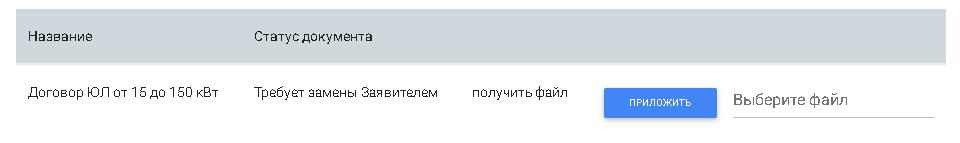 Название Статус документа
Договор ЮЛ от 15 до 150 кВт Требует замены Заявителем получить файл ПРИЛОЖИТЬ Выберите файл